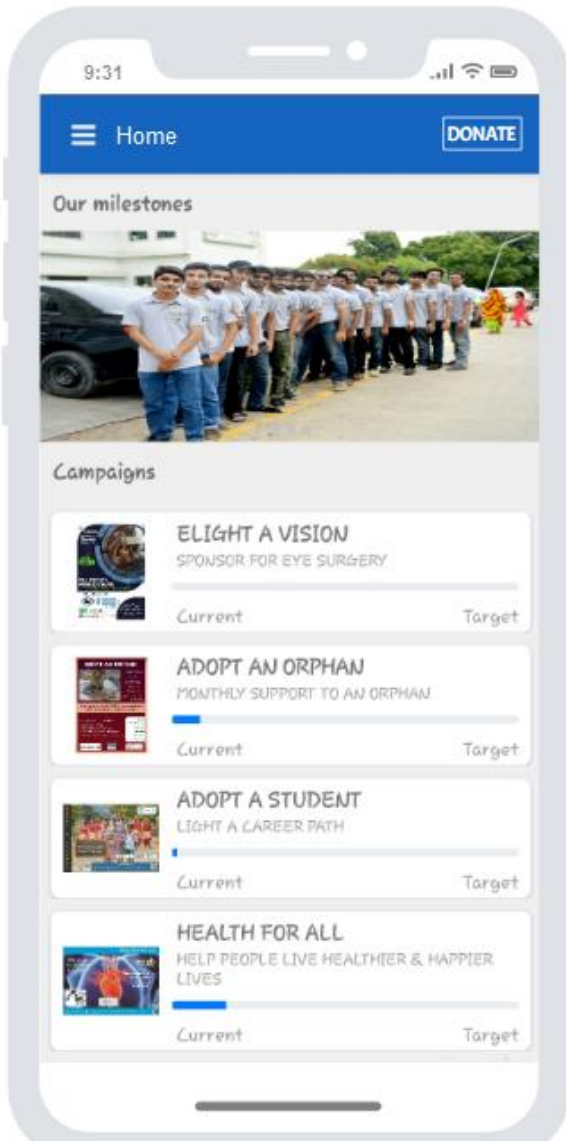 9:31
Home
DONATE
Our milestones
Campaigns
ELIGHT A VISION
SPONSOR FOR EYE SURGERY
Current Target
ADOPT AN ORPHAN
MONTHLY SUPPORT TO AN ORPHAN
Current Target
ADOPT A STUDENT
LIGHT A CAREER PATH
Current Target
HEALTH FOR ALL
HELP PEOPLE LIVE HEALTHIER & HAPPIER
LIVES
Current Target